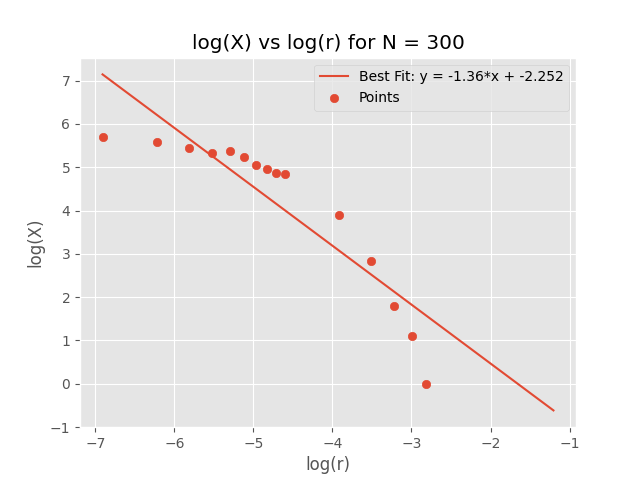 log(X) vs log(r) for N = 300
Best Fit: y = -1.36*x + -2.252
Points
7
6
5
4
3
2
1
0
−1
log(X)
−7 −6 −5 −4 −3 −2 −1
log(r)